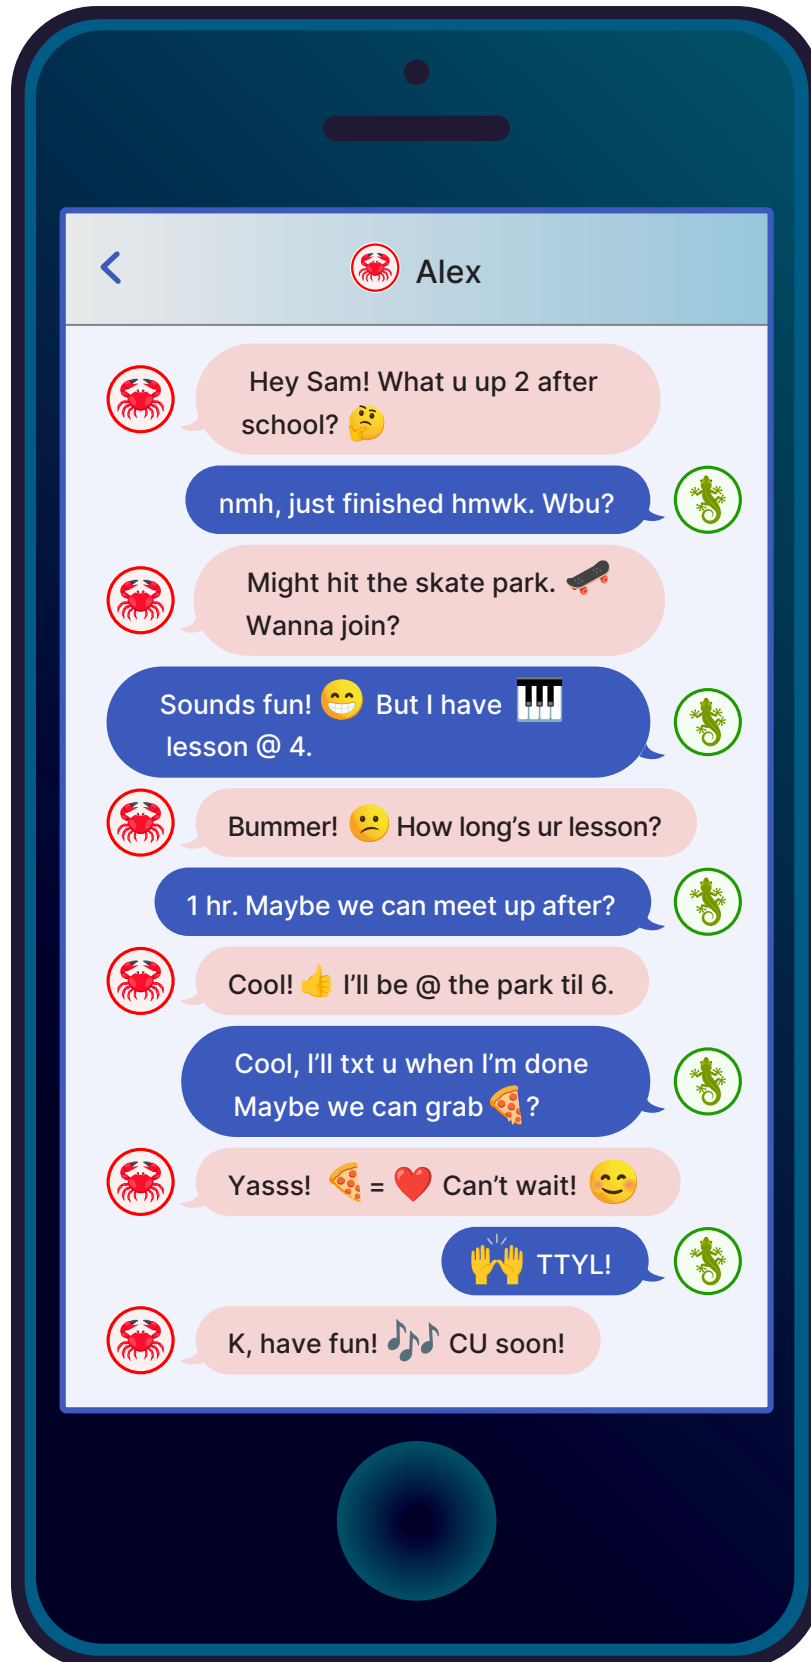 Alex
Hey Sam! What u up 2 after
school? 🤔
nmh, just finished hmwk. Wbu?
Might hit the skate park. 🛹
Wanna join?
Sounds fun! 😁 But I have 🎹
lesson @ 4.
Bummer! 😕 How long’s ur lesson?
1 hr. Maybe we can meet up after?
Cool! 👍 I’ll be @ the park til 6.
Cool, I’ll txt u when I’m done
Maybe we can grab 🍕?
Yasss! 🍕 = ❤️ Can’t wait! 😊
🙌 TTYL!
K, have fun! 🎶 CU soon!